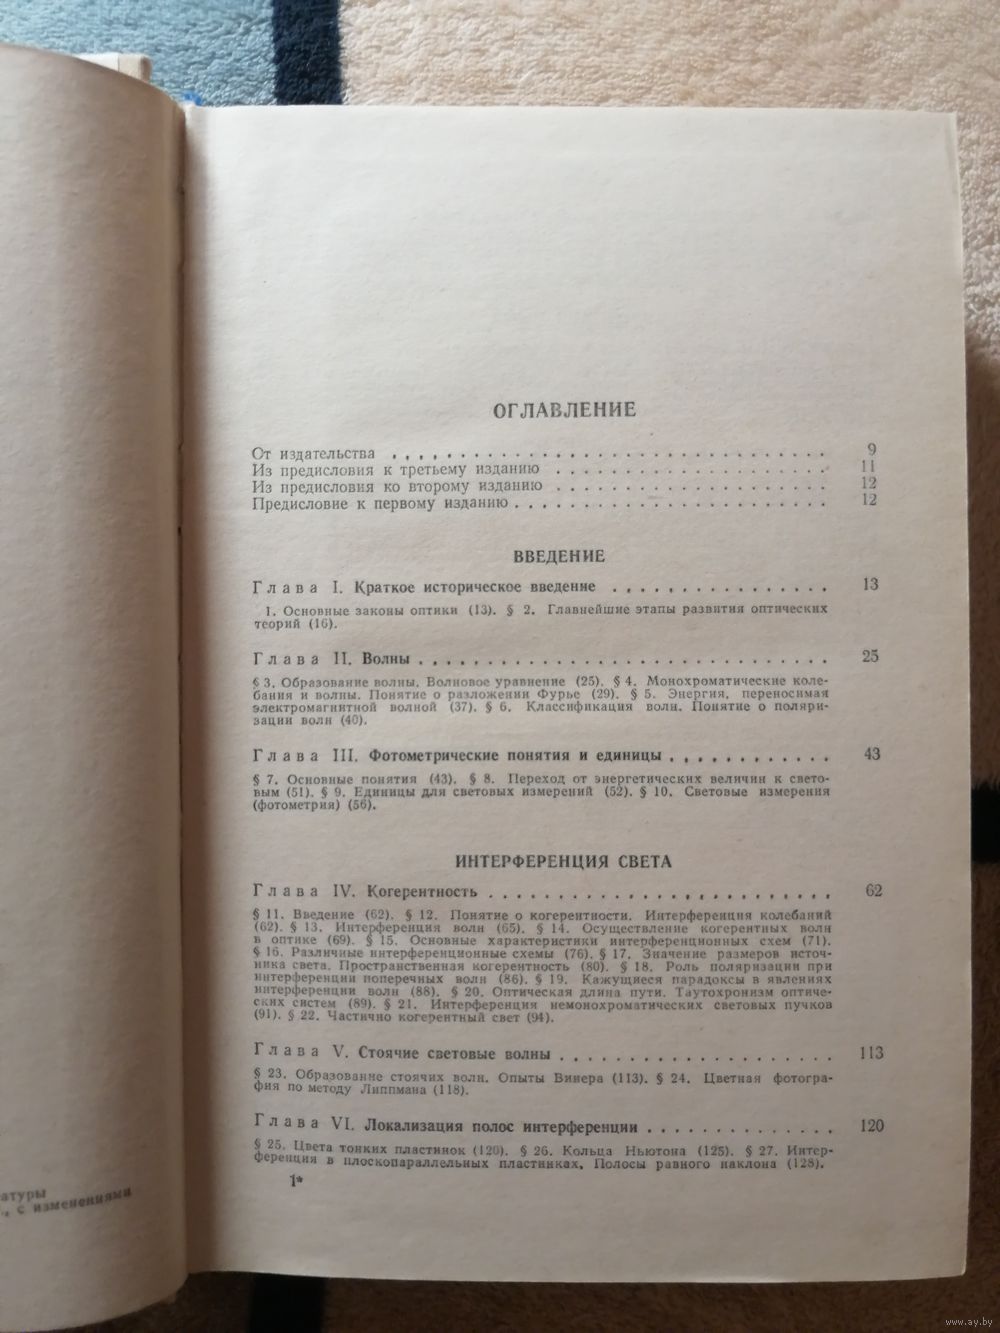 ОГЛАВЛЕНИЕ
От издательства . . . . . . . . . . . . . . . . . . . . . . . . . . . . . . . 9
Из предисловия к третьему изданию . . . . . . . . . . . . . . . . . . . . 11
Из предисловия ко второму изданию . . . . . . . . . . . . . . . . . . . . 12
Предисловие к первому изданию . . . . . . . . . . . . . . . . . . . . . . . 12
ВВЕДЕНИЕ
Глава I. Краткое историческое введение . . . . . . . . . . . . . . . . 13
1. Основные законы оптики (13). § 2. Главнейшие этапы развития оптических
теорий (16).
Глава II. Волны . . . . . . . . . . . . . . . . . . . . . . . . . . . . . . 25
§ 3. Образование волны. Волновое уравнение (25). § 4. Монохроматические коле-
бания и волны. Понятие о разложении Фурье (29). § 5. Энергия, переносимая
электромагнитной волной (37). § 6. Классификация волн. Понятие о поляри-
зации волн (40).
Глава III. Фотометрические понятия и единицы . . . . . . . . . . . . 43
§ 7. Основные понятия (43). § 8. Переход от энергетических величин к свето-
вым (51). § 9. Единицы для световых измерений (52). § 10. Световые измерения
(фотометрия) (56).
ИНТЕРФЕРЕНЦИЯ СВЕТА
Глава IV. Когерентность . . . . . . . . . . . . . . . . . . . . . . . . . 62
§ 11. Введение (62). § 12. Понятие о когерентности. Интерференция колебаний
(62). § 13. Интерференция волн (65). § 14. Осуществление когерентных волн
в оптике (69). § 15. Основные характеристики интерференционных схем (71).
§ 16. Различные интерференционные схемы (76). § 17. Значение размеров источ-
ника света. Пространственная когерентность (80). § 18. Роль поляризации при
интерференции поперечных волн (86). § 19. Кажущиеся парадоксы в явлениях
интерференции волн (88). § 20. Оптическая длина пути. Таутохронизм оптиче-
ских систем (89). § 21. Интерференция немонохроматических световых пучков
(91). § 22. Частично когерентный свет (94).
Глава V. Стоячие световые волны . . . . . . . . . . . . . . . . . . . . 113
§ 23. Образование стоячих волн. Опыты Винера (113). § 24. Цветная фотогра-
фия по методу Липпмана (118).
Глава VI. Локализация полос интерференции . . . . . . . . . . . . . . 120
§ 25. Цвета тонких пластинок (120). § 26. Кольца Ньютона (125). § 27. Интер-
ференция в плоскопараллельных пластинках. Полосы равного наклона (128).
1*
атуры
, с изменениями
www.ay.by